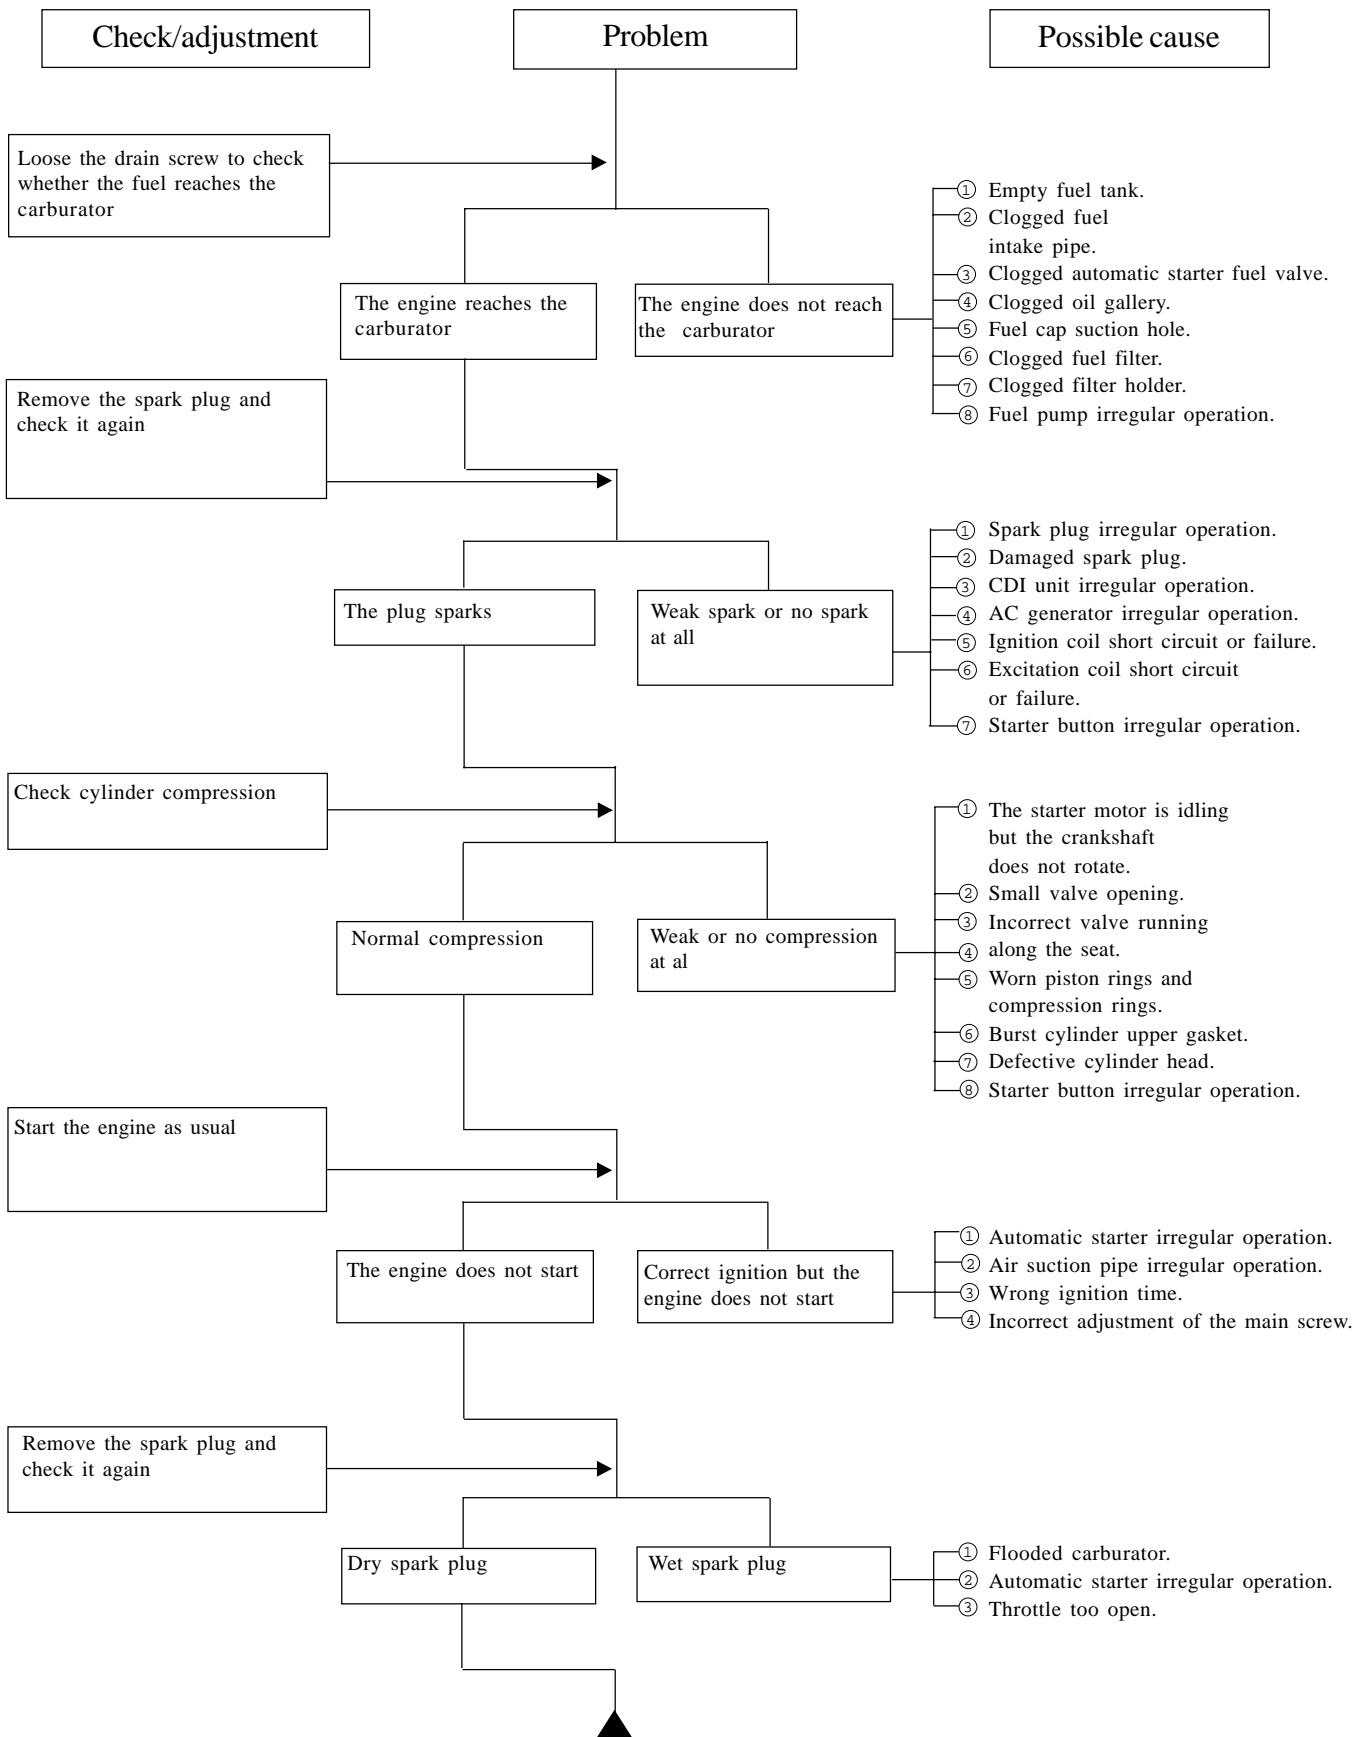 Check/adjustment
Problem
Possible cause
Loose the drain screw to check
whether the fuel reaches the
carburator
The engine reaches the
carburator
The engine does not reach
the carburator
① Empty fuel tank.
② Clogged fuel
intake pipe.
③ Clogged automatic starter fuel valve.
④ Clogged oil gallery.
⑤ Fuel cap suction hole.
⑥ Clogged fuel filter.
⑦ Clogged filter holder.
⑧ Fuel pump irregular operation.
Remove the spark plug and
check it again
The plug sparks
Weak spark or no spark
at all
① Spark plug irregular operation.
② Damaged spark plug.
③ CDI unit irregular operation.
④ AC generator irregular operation.
⑤ Ignition coil short circuit or failure.
⑥ Excitation coil short circuit
or failure.
⑦ Starter button irregular operation.
Check cylinder compression
Normal compression
Weak or no compression
at al
① The starter motor is idling
but the crankshaft
does not rotate.
② Small valve opening.
③ Incorrect valve running
④ along the seat.
⑤ Worn piston rings and
compression rings.
⑥ Burst cylinder upper gasket.
⑦ Defective cylinder head.
⑧ Starter button irregular operation.
Start the engine as usual
The engine does not start
Correct ignition but the
engine does not start
① Automatic starter irregular operation.
② Air suction pipe irregular operation.
③ Wrong ignition time.
④ Incorrect adjustment of the main screw.
Remove the spark plug and
check it again
Dry spark plug
Wet spark plug
① Flooded carburator.
② Automatic starter irregular operation.
③ Throttle too open.